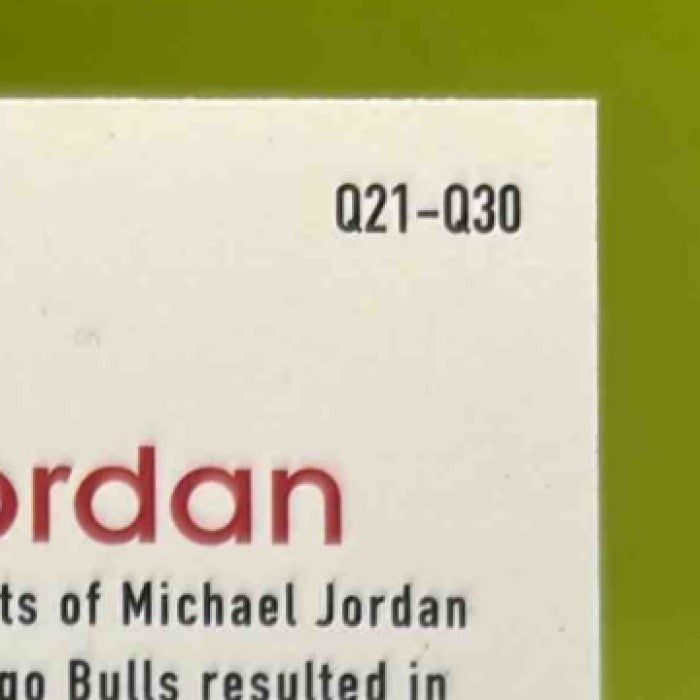 Q21-Q30
ordan
ts of Michael Jordan
go Bulls resulted in